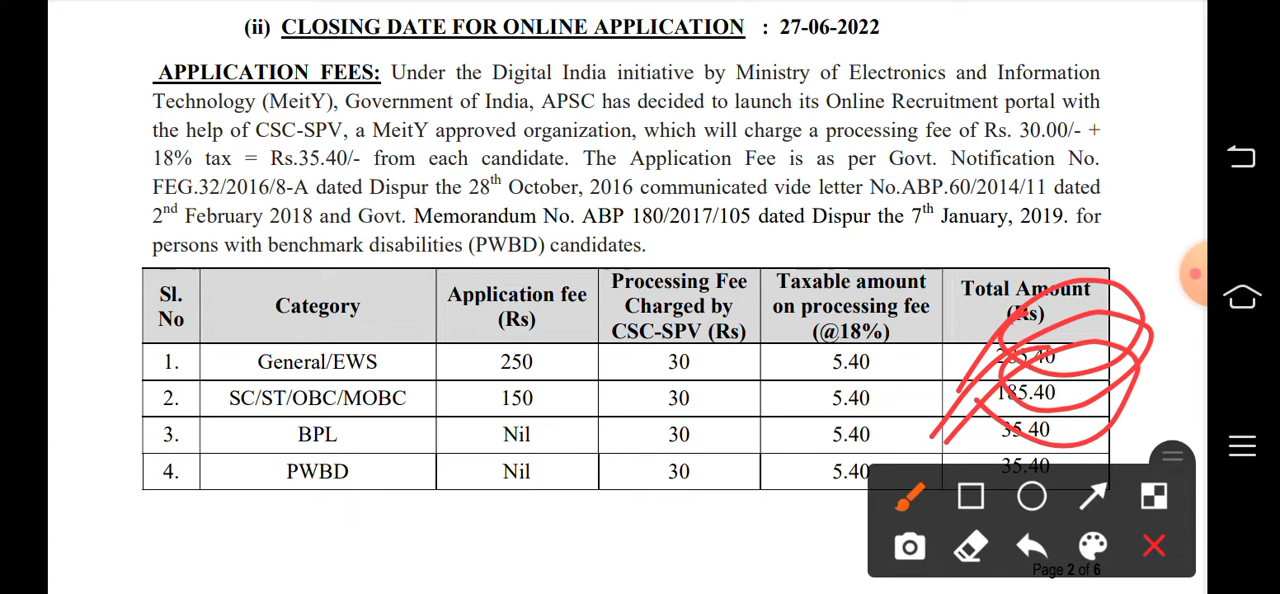 (ii) CLOSING DATE FOR ONLINE APPLICATION : 27-06-2022
APPLICATION FEES: Under the Digital India initiative by Ministry of Electronics and Information
Technology (MeitY), Government of India, APSC has decided to launch its Online Recruitment portal with
the help of CSC-SPV, a MeitY approved organization, which will charge a processing fee of Rs. 30.00/- +
18% tax = Rs.35.40/- from each candidate. The Application Fee is as per Govt. Notification No.
FEG.32/2016/8-A dated Dispur the 28th October, 2016 communicated vide letter No.ABP.60/2014/11 dated
2nd February 2018 and Govt. Memorandum No. ABP 180/2017/105 dated Dispur the 7th January, 2019. for
persons with benchmark disabilities (PWBD) candidates.
Sl. No Category Application fee (Rs) Processing Fee Charged by CSC-SPV (Rs) Taxable amount on processing fee (@18%) Total Amount (Rs)
1. General/EWS 250 30 5.40 285.40
2. SC/ST/OBC/MOBC 150 30 5.40 185.40
3. BPL Nil 30 5.40 35.40
4. PWBD Nil 30 5.40 35.40
Page 2 of 6